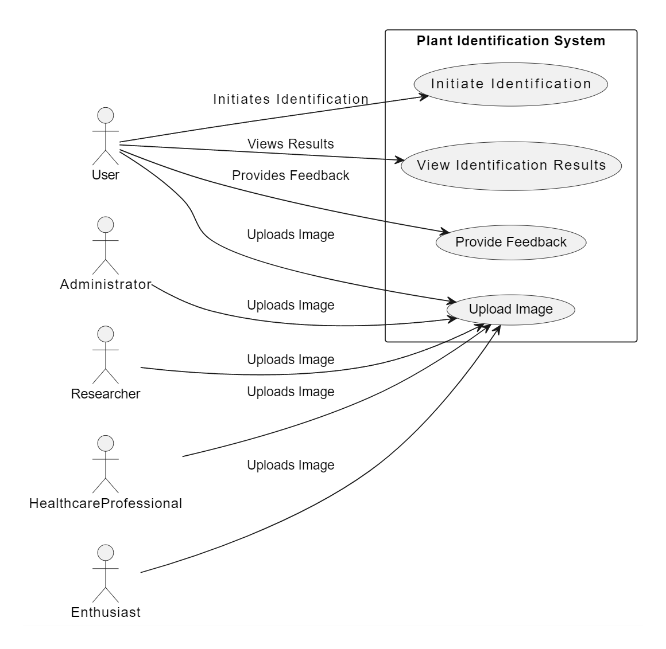 Plant Identification System
Initiate Identification
Initiates Identification
Views Results
View Identification Results
User
Provides Feedback
Uploads Image
Provide Feedback
Administrator
Uploads Image
Upload Image
Researcher
Uploads Image
Uploads Image
HealthcareProfessional
Uploads Image
Enthusiast